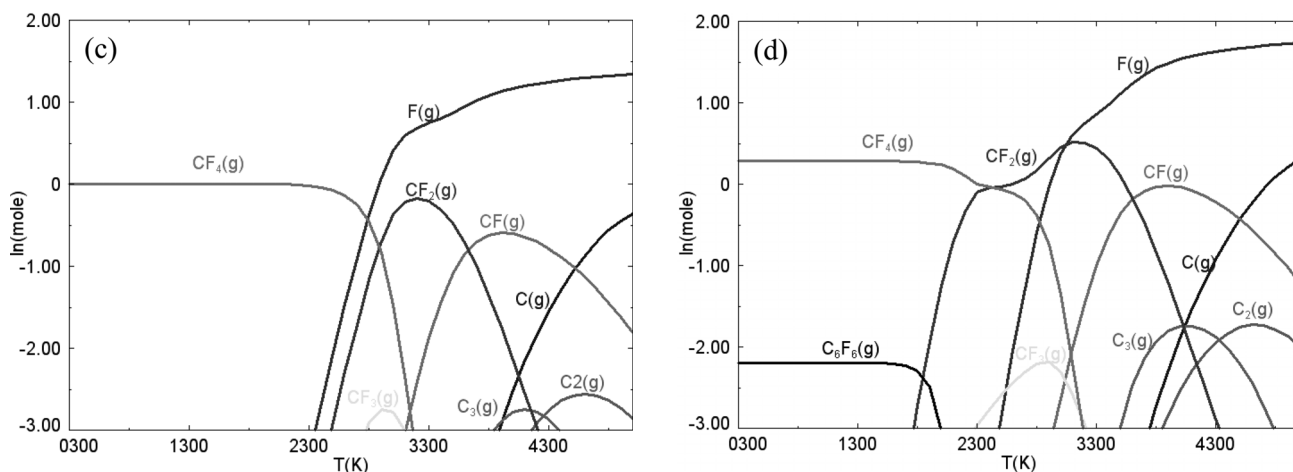 (c)
2.00
1.00
0
-1.00
-2.00
-3.00
ln(mole)
F(g)
CF₄(g)
CF₂(g)
CF(g)
C(g)
CF₃(g)
C₃(g)
C2(g)
0300 1300 2300 3300 4300
T(K)
(d)
2.00
1.00
0
-1.00
-2.00
-3.00
ln(mole)
F(g)
CF₄(g)
CF₂(g)
CF(g)
C(g)
C₆F₆(g)
CF₃(g)
C₃(g)
C₂(g)
0300 1300 2300 3300 4300
T(K)